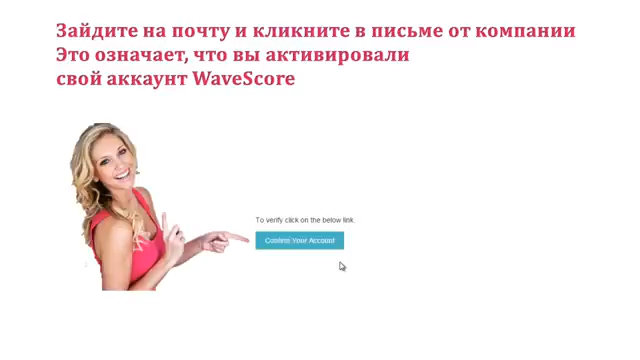 Зайдите на почту и кликните в письме от компании
Это означает, что вы активировали
свой аккаунт WaveScore
To verify click on the below link.
Confirm Your Account